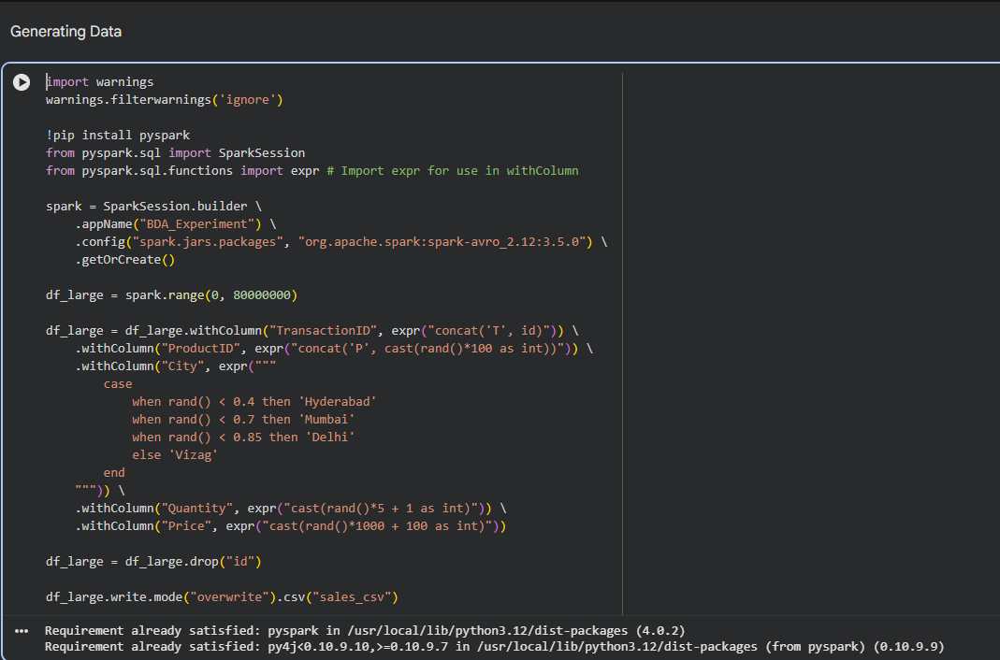 Generating Data
import warnings
warnings.filterwarnings('ignore')
!pip install pyspark
from pyspark.sql import SparkSession
from pyspark.sql.functions import expr # Import expr for use in withColumn
spark = SparkSession.builder \
    .appName("BDA_Experiment") \
    .config("spark.jars.packages", "org.apache.spark:spark-avro_2.12:3.5.0") \
    .getOrCreate()
df_large = spark.range(0, 80000000)
df_large = df_large.withColumn("TransactionID", expr("concat('T', id)")) \
    .withColumn("ProductID", expr("concat('P', cast(rand()*100 as int))")) \
    .withColumn("City", expr("""
        case
            when rand() < 0.4 then 'Hyderabad'
            when rand() < 0.7 then 'Mumbai'
            when rand() < 0.85 then 'Delhi'
            else 'Vizag'
        end
    """)) \
    .withColumn("Quantity", expr("cast(rand()*5 + 1 as int)")) \
    .withColumn("Price", expr("cast(rand()*1000 + 100 as int)"))
df_large = df_large.drop("id")
df_large.write.mode("overwrite").csv("sales_csv")
Requirement already satisfied: pyspark in /usr/local/lib/python3.12/dist-packages (4.0.2)
Requirement already satisfied: py4j<0.10.9.10,>=0.10.9.7 in /usr/local/lib/python3.12/dist-packages (from pyspark) (0.10.9.9)